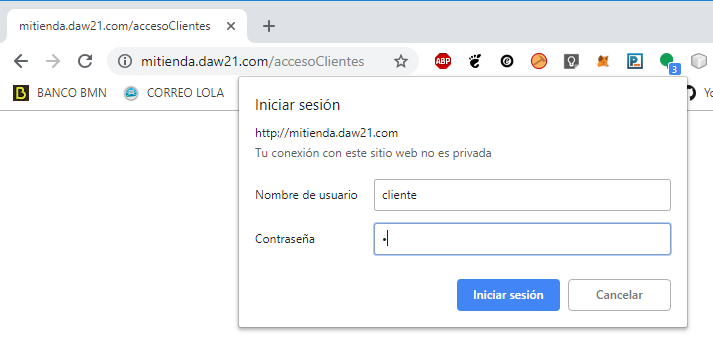 mitienda.daw21.com/accesoClientes
mitienda.daw21.com/accesoClientes
ABP
3
BANCO BMN
CORREO LOLA
Yo
Iniciar sesión
http://mitienda.daw21.com
Tu conexión con este sitio web no es privada
Nombre de usuario cliente
Contraseña •
Iniciar sesión Cancelar